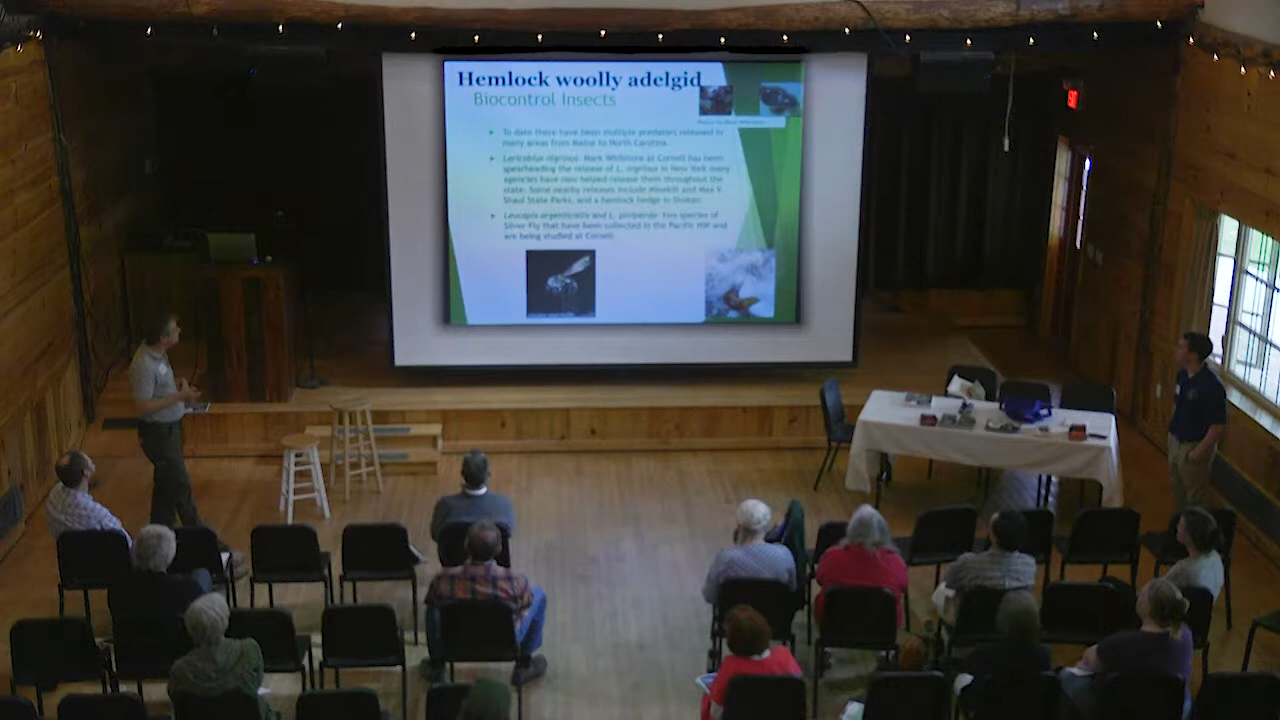 Hemlock woolly adelgid
Biocontrol Insects
To date there have been multiple predators released in
many areas from Maine to North Carolina.
Laricobius nigrinus: Mark Whitmore at Cornell has been
spearheading the release of L. nigrinus in New York many
agencies have now helped release them throughout the
state. Some nearby releases include Minekill and Max V.
Shaul State Parks, and a hemlock hedge in
Leucopis argenticollis and L. piniperda: Two species of
Silver Fly that have been collected in the Pacific NW and
are being studied at Cornell.